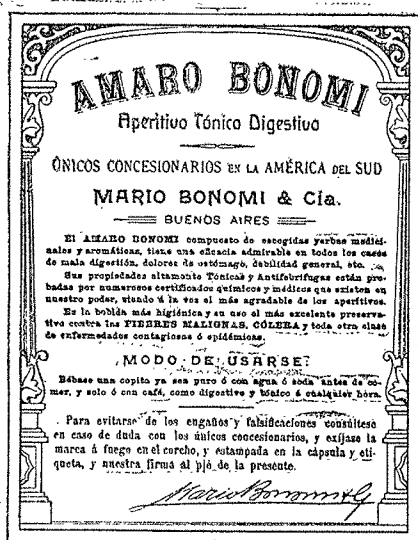 AMARO BONOMI
Aperitivo Tónico Digestivo
ÚNICOS CONCESIONARIOS EN LA AMÉRICA DEL SUD
MARIO BONOMI & Cía.
BUENOS AIRES
El AMARO BONOMI compuesto de escogidas yerbas medici-
nales y aromáticas, tiene una eficacia admirable en todos los casos
de mala digestión, dolores de estómago, debilidad general, etc.
Sus propiedades altamente Tónicas y Antifebrífugas están pro-
badas por numerosos certificados químicos y médicos que existen en
nuestro poder, siendo á la vez el más agradable de los aperitivos.
Es la bebida más higiénica y su uso el más excelente preserva-
tivo contra las FIEBRES MALIGNAS, CÓLERA y toda otra clase
de enfermedades contagiosas ó epidémicas.
MODO DE USARSE
Bébase una copita ya sea puro ó con agua ó soda antes de co-
mer, y solo ó con café, como digestivo y tónico á cualquier hora.
Para evitarse de los engaños y falsificaciones consúltese
en caso de duda con los únicos concesionarios, y exíjase la
marca á fuego en el corcho, y estampada en la cápsula y eti-
queta, y nuestra firma al pié de la presente.
Mario Bonomi & C